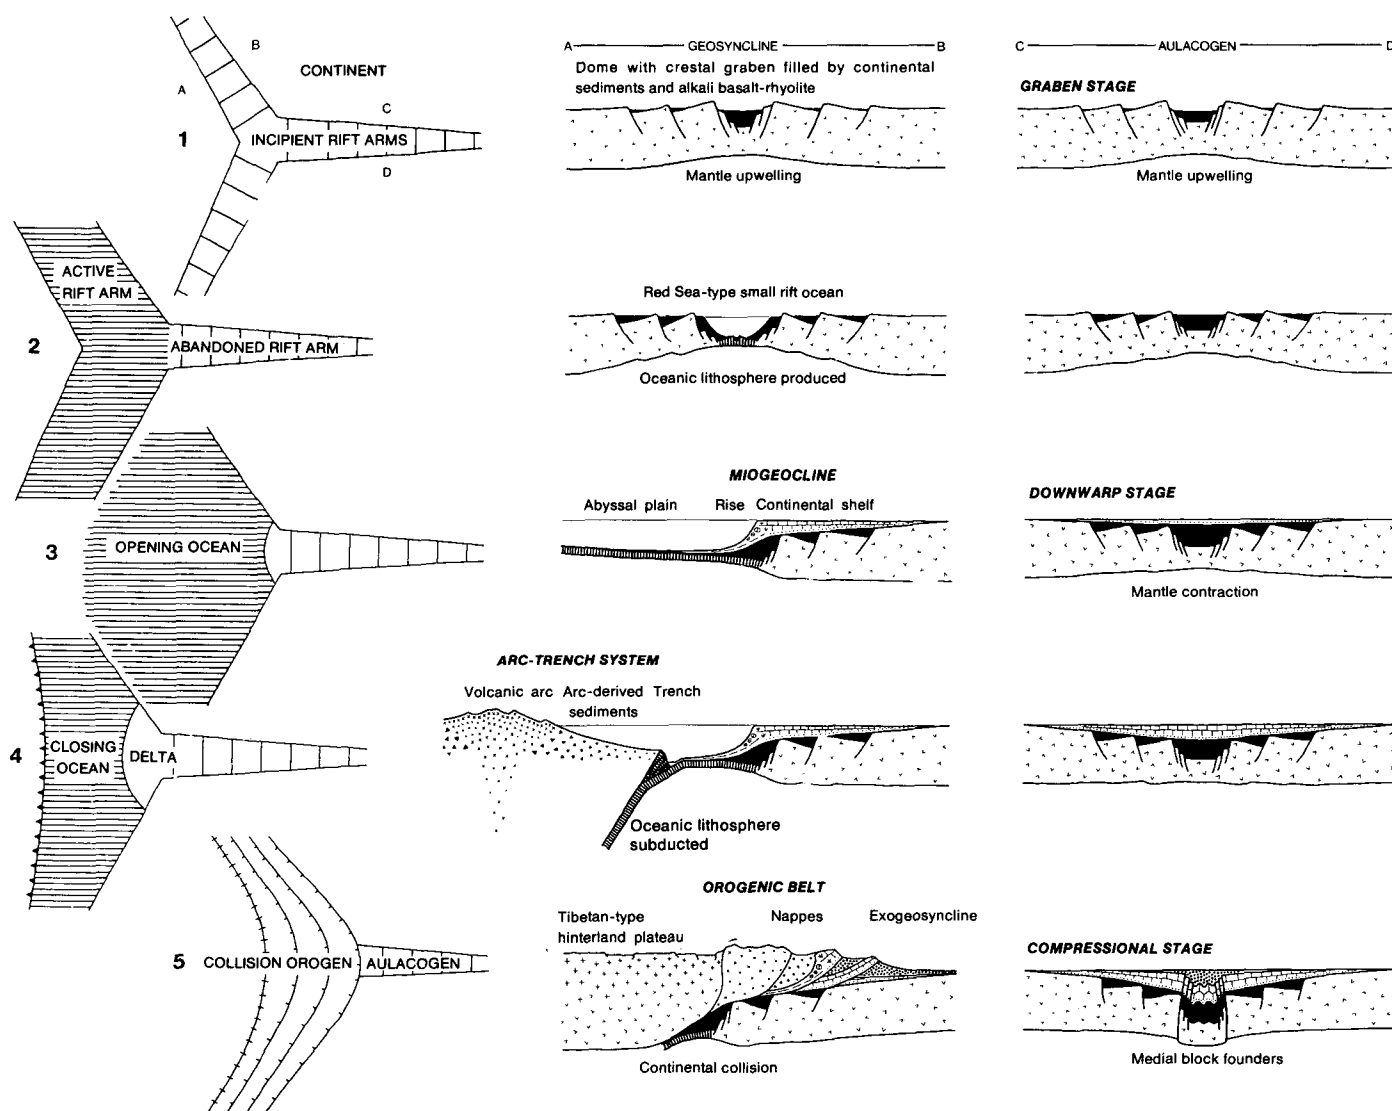 A
B
CONTINENT
C
1
INCIPIENT RIFT ARMS
D
A GEOSYNCLINE B
Dome with crestal graben filled by continental
sediments and alkali basalt-rhyolite
Mantle upwelling
C AULACOGEN D
GRABEN STAGE
Mantle upwelling
2
ACTIVE
RIFT ARM
ABANDONED RIFT ARM
Red Sea-type small rift ocean
Oceanic lithosphere produced
3
OPENING OCEAN
MIOGEOCLINE
Abyssal plain Rise Continental shelf
DOWNWARP STAGE
Mantle contraction
4
CLOSING
OCEAN
DELTA
ARC-TRENCH SYSTEM
Volcanic arc Arc-derived Trench
sediments
Oceanic lithosphere
subducted
5
COLLISION OROGEN
AULACOGEN
OROGENIC BELT
Tibetan-type
hinterland plateau
Nappes
Exogeosyncline
Continental collision
COMPRESSIONAL STAGE
Medial block founders